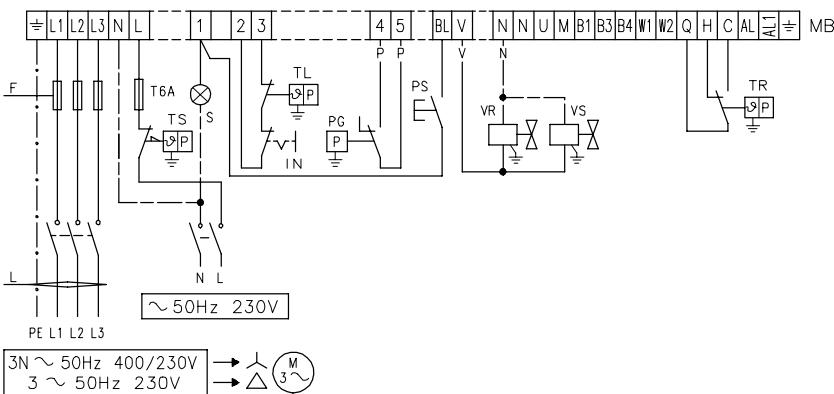 L1 L2 L3 N L 1 2 3 4 5 BL V N N U M B1 B3 B4 W1 W2 Q H C AL AL1 MB
P P V N
F T6A TL ϑ P PS TR ϑ P
TS ϑ P S PG P VR VS
IN
L
N L
~ 50Hz 230V
PE L1 L2 L3
3N ~ 50Hz 400/230V
3 ~ 50Hz 230V
M
3~